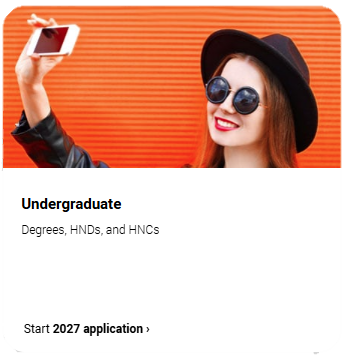 Undergraduate
Degrees, HNDs, and HNCs
Start 2027 application ›